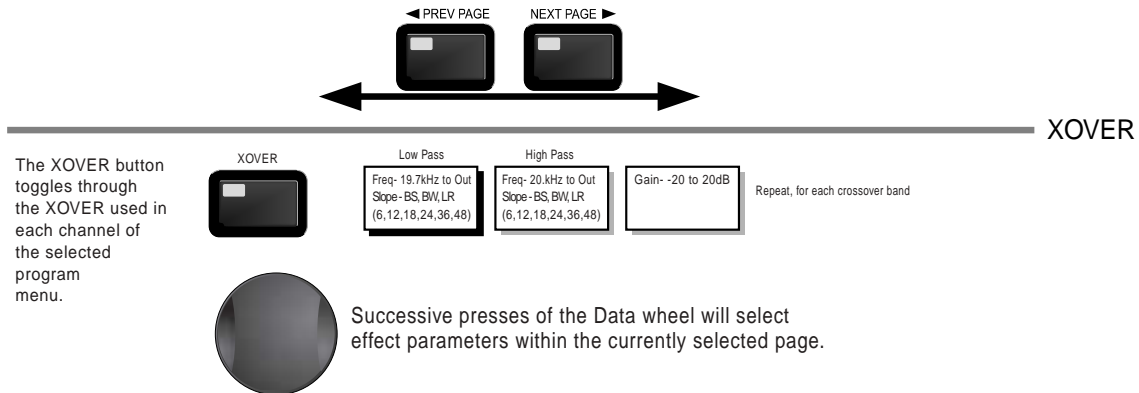 ◄ PREV PAGE NEXT PAGE ►
XOVER
The XOVER button
toggles through
the XOVER used in
each channel of
the selected
program
menu.
XOVER
Low Pass
Freq- 19.7kHz to Out
Slope - BS, BW, LR
(6,12,18,24,36,48)
High Pass
Freq- 20.kHz to Out
Slope - BS, BW, LR
(6,12,18,24,36,48)
Gain- -20 to 20dB
Repeat, for each crossover band
Successive presses of the Data wheel will select
effect parameters within the currently selected page.